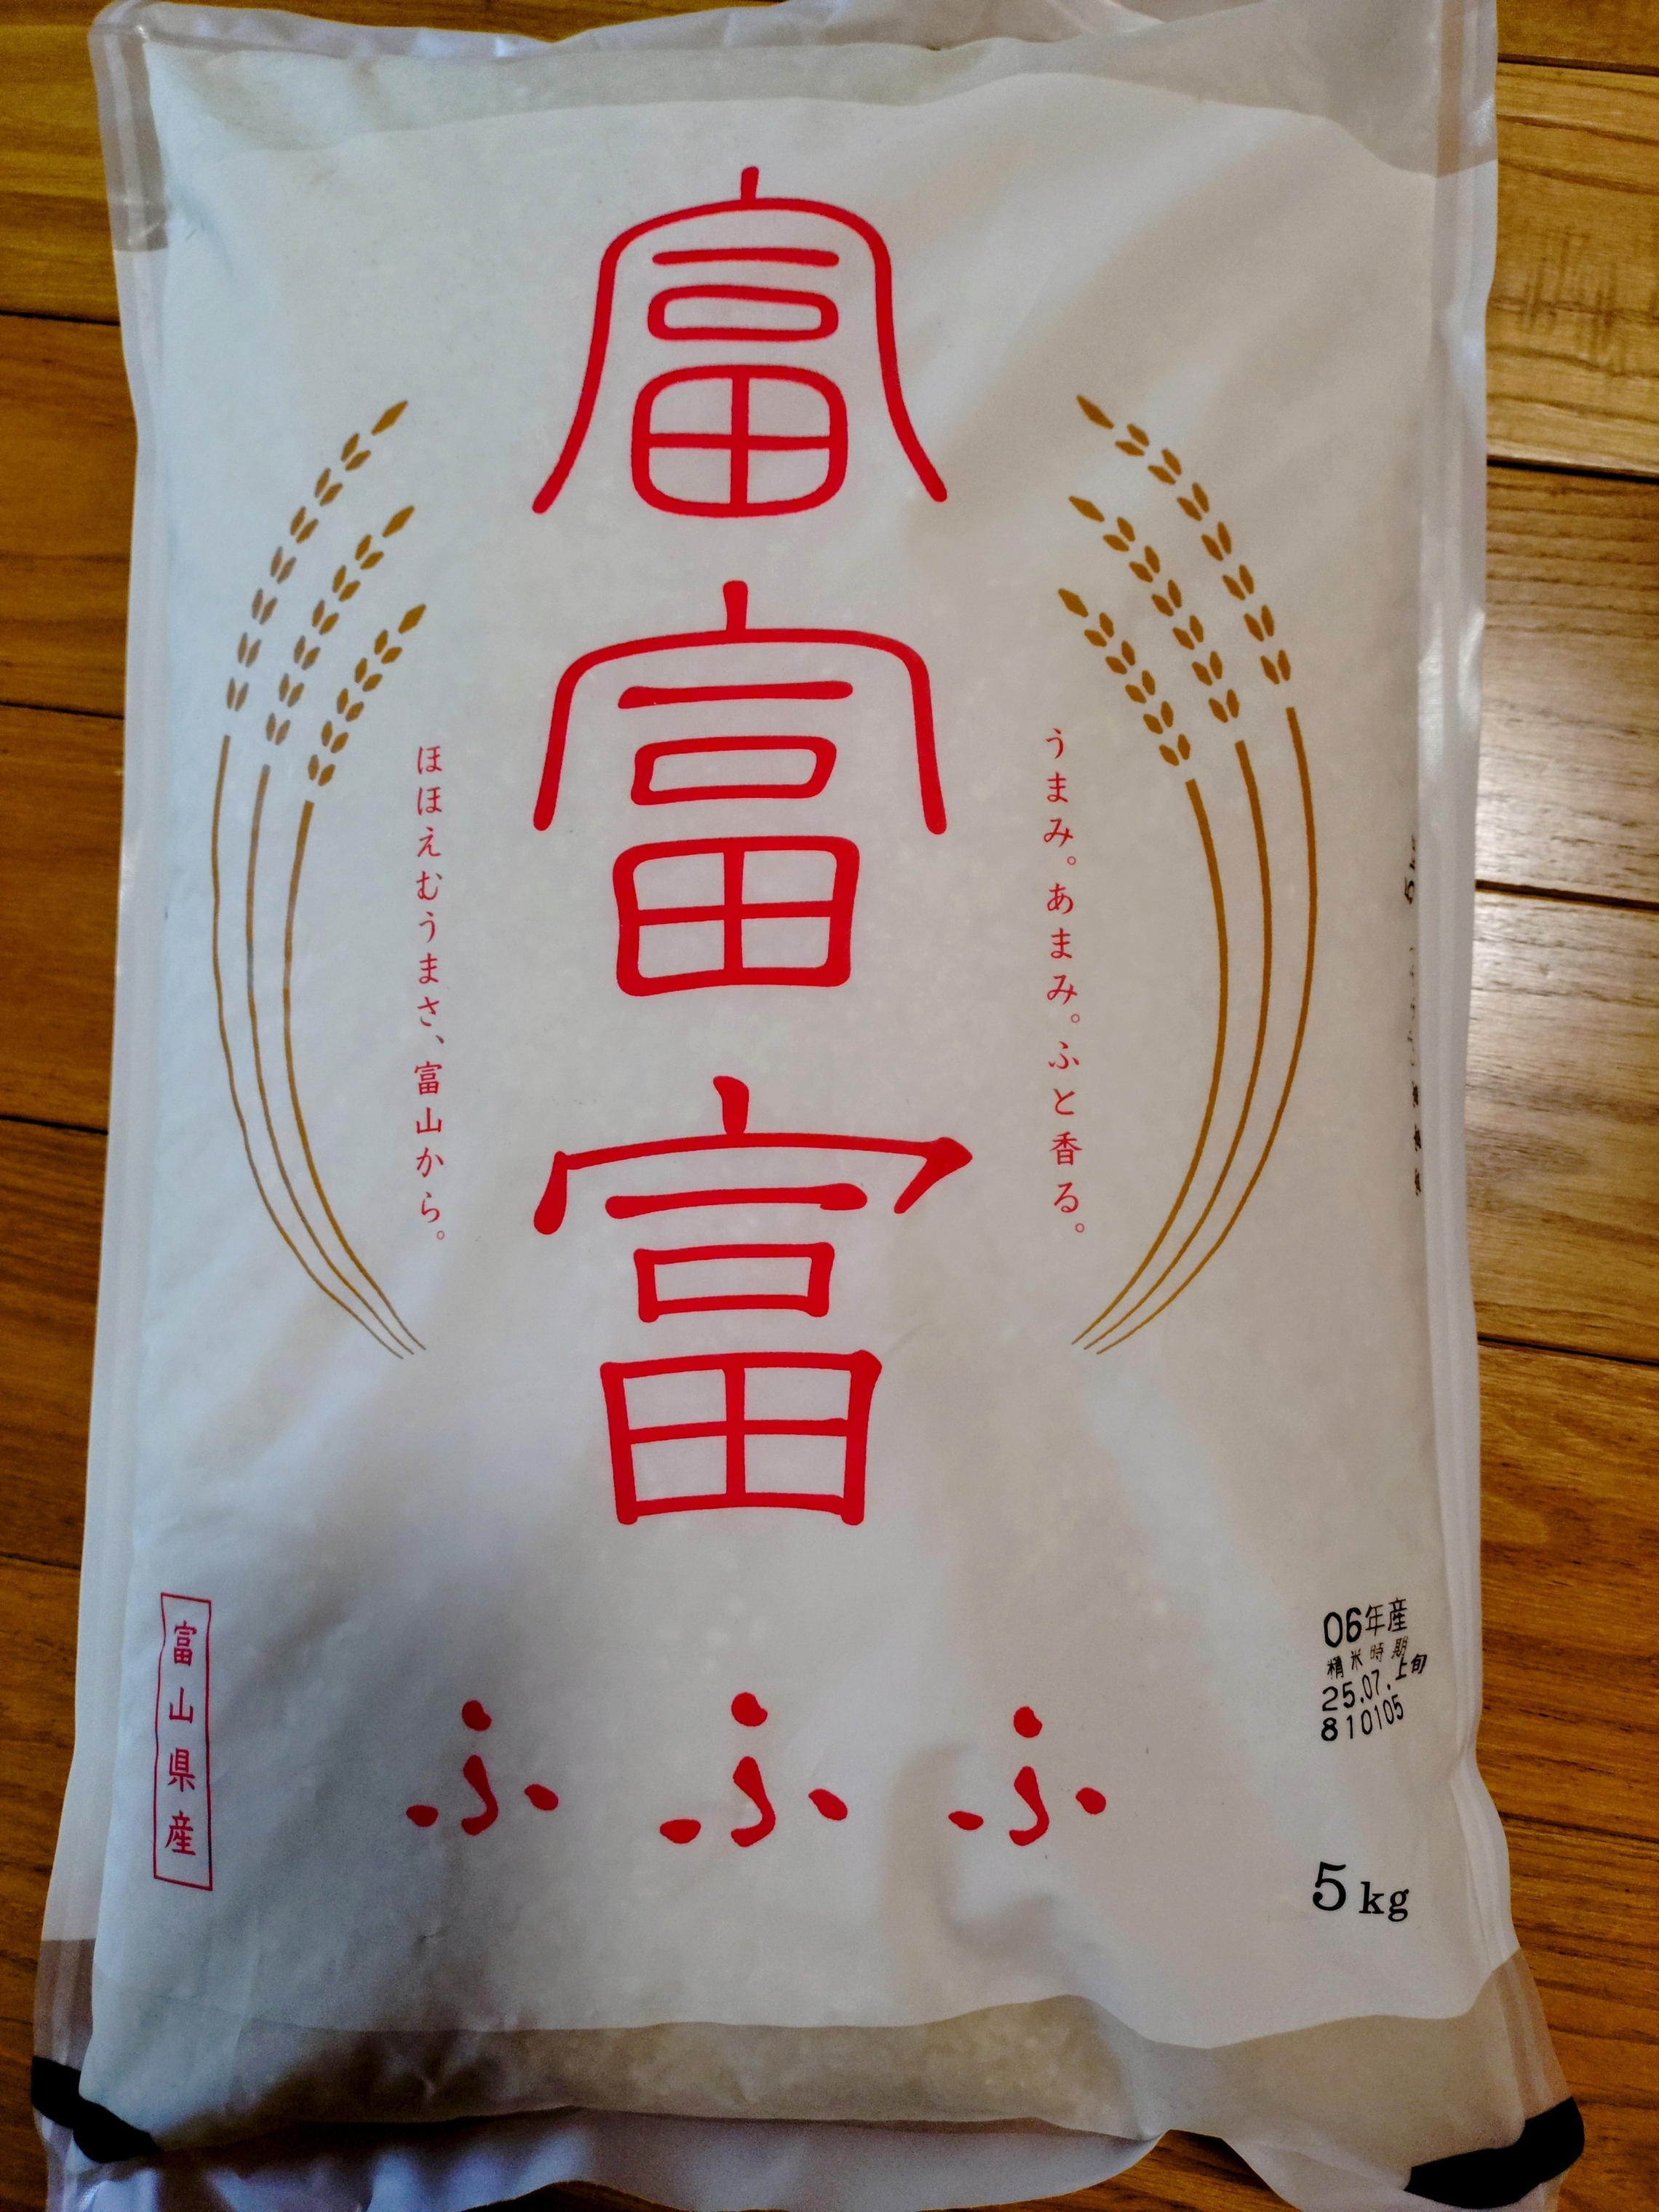 富富富
うまみ。あまみ。ふと香る。
ほほえむうまさ、富山から。
富山県産
ふふふ
06年産
精米時期
25.07.上旬
810105
5kg